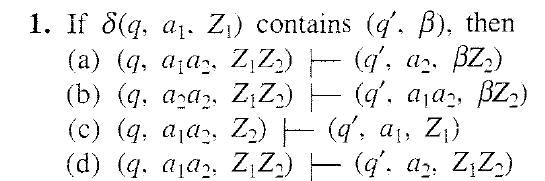 1. If δ(q, a₁, Z₁) contains (q′, β), then
(a) (q, a₁a₂, Z₁Z₂) ⊢ (q′, a₂, βZ₂)
(b) (q, a₂a₂, Z₁Z₂) ⊢ (q′, a₁a₂, βZ₂)
(c) (q, a₁a₂, Z₂) ⊢ (q′, a₁, Z₁)
(d) (q, a₁a₂, Z₁Z₂) ⊢ (q′, a₂, Z₁Z₂)